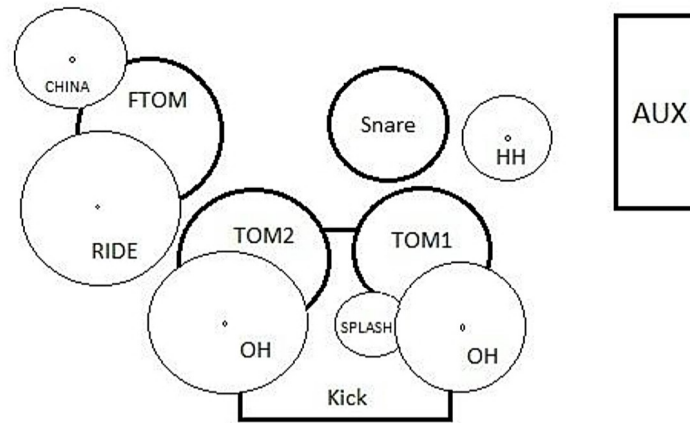 CHINA
FTOM
Snare
AUX
HH
RIDE
TOM2
TOM1
SPLASH
OH
OH
Kick